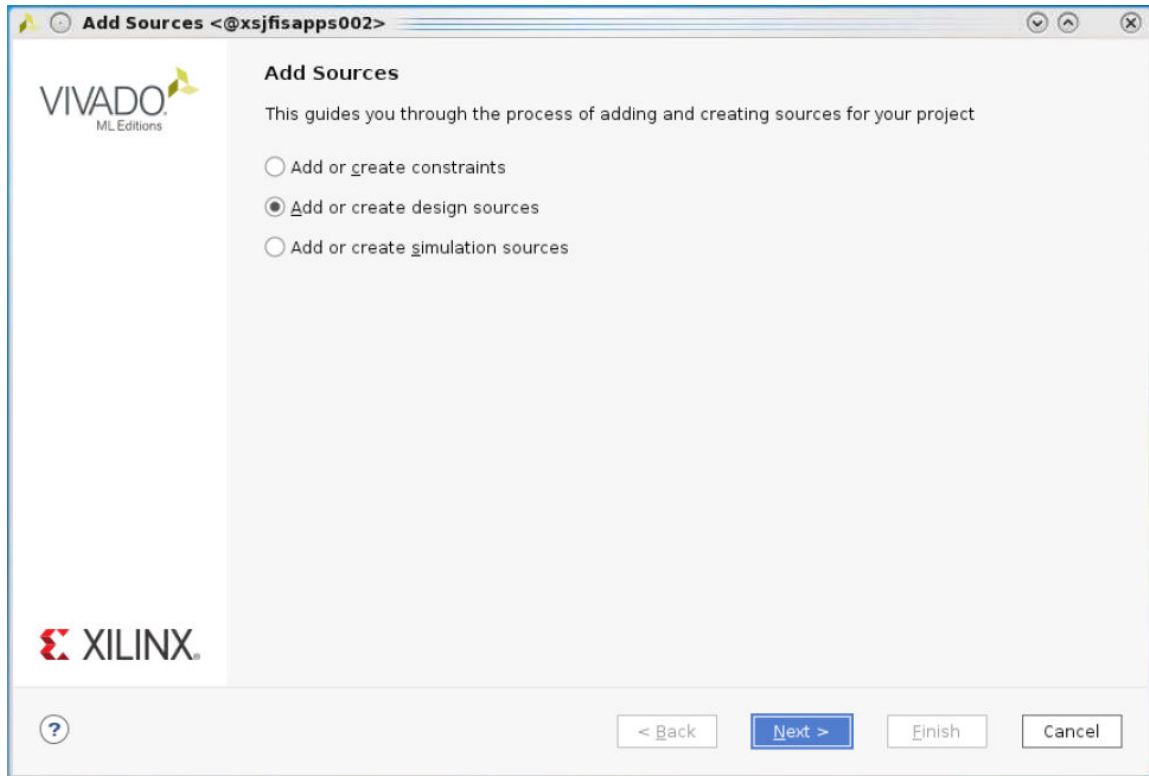 Add Sources <@xsjfisapps002>
VIVADO.
ML Editions
Add Sources
This guides you through the process of adding and creating sources for your project
Add or create constraints
Add or create design sources
Add or create simulation sources
XILINX®
?
< Back
Next >
Finish
Cancel